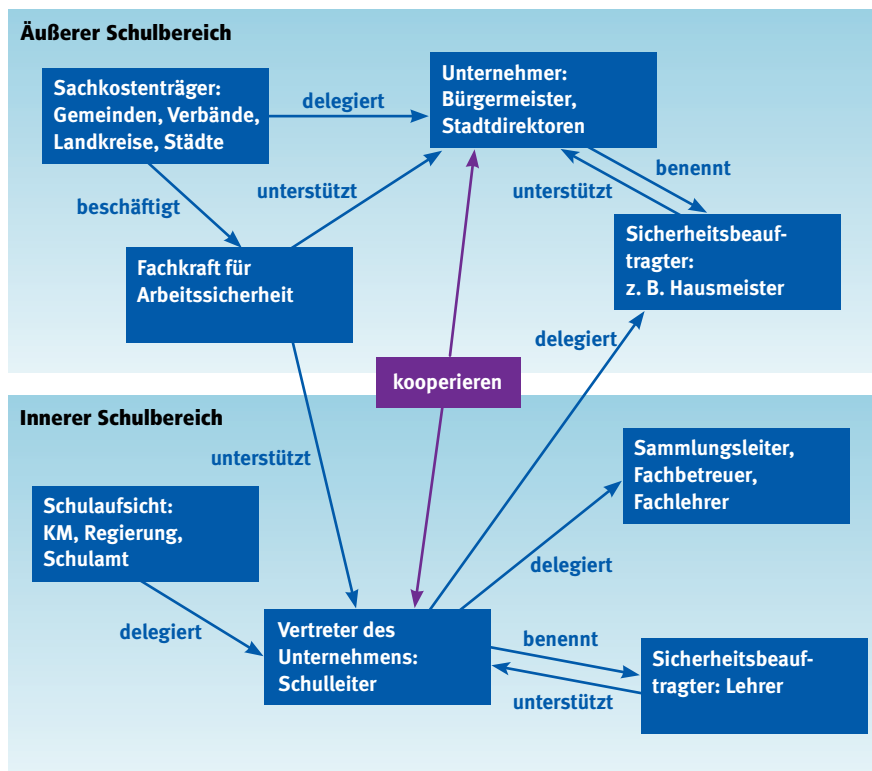 Äußerer Schulbereich
Sachkostenträger:
Gemeinden, Verbände,
Landkreise, Städte
delegiert
Unternehmer:
Bürgermeister,
Stadtdirektoren
beschäftigt
unterstützt
unterstützt
benennt
Fachkraft für
Arbeitssicherheit
Sicherheitsbeauf-
tragter:
z. B. Hausmeister
delegiert
kooperieren
Innerer Schulbereich
unterstützt
Schulaufsicht:
KM, Regierung,
Schulamt
Sammlungsleiter,
Fachbetreuer,
Fachlehrer
delegiert
delegiert
Vertreter des
Unternehmens:
Schulleiter
benennt
unterstützt
Sicherheitsbeauf-
tragter: Lehrer